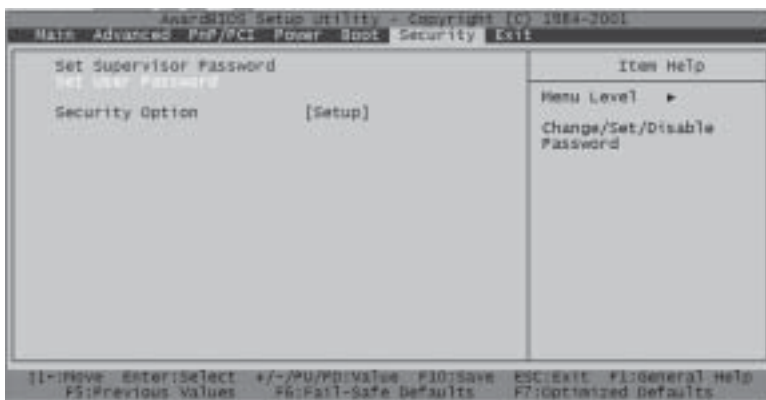 AwardBIOS Setup Utility - Copyright (C) 1984-2001
Main Advanced PnP/PCI Power Boot Security Exit
Set Supervisor Password
Set User Password
Security Option [Setup]
Item Help
Menu Level ►
Change/Set/Disable
Password
:Move Enter:Select +/-/PU/PD:Value F10:Save ESC:Exit F1:General Help
F5:Previous Values F6:Fail-Safe Defaults F7:Optimized Defaults